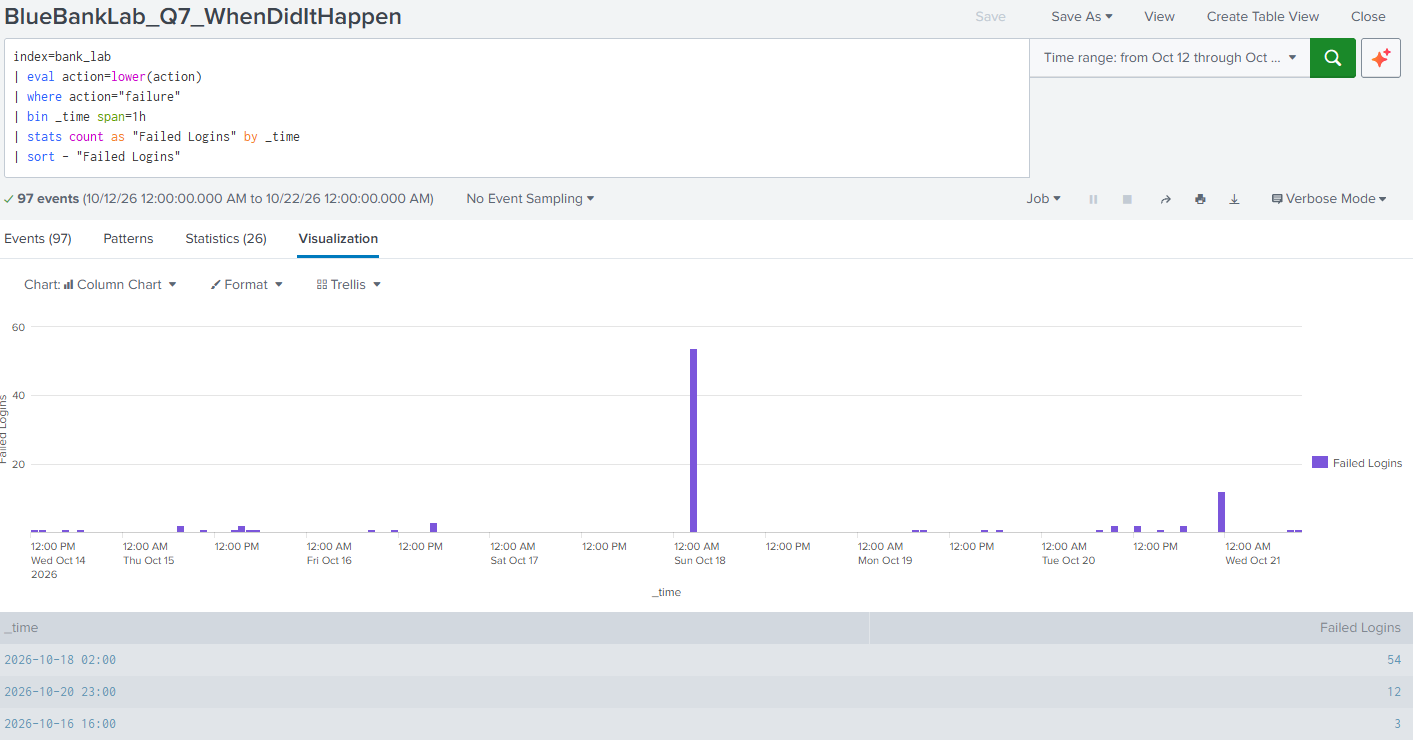 BlueBankLab_Q7_WhenDidItHappen
Save Save As View Create Table View Close
index=bank_lab
| eval action=lower(action)
| where action="failure"
| bin _time span=1h
| stats count as "Failed Logins" by _time
| sort - "Failed Logins"
Time range: from Oct 12 through Oct ...
97 events (10/12/26 12:00:00.000 AM to 10/22/26 12:00:00.000 AM) No Event Sampling Job Verbose Mode
Events (97) Patterns Statistics (26) Visualization
Chart: Column Chart Format Trellis
60
40
20
Failed Logins
Failed Logins
12:00 PM 12:00 AM 12:00 PM 12:00 AM 12:00 PM 12:00 AM 12:00 PM 12:00 AM 12:00 PM 12:00 AM 12:00 PM 12:00 AM 12:00 PM 12:00 AM
Wed Oct 14 Thu Oct 15 Fri Oct 16 Sat Oct 17 Sun Oct 18 Mon Oct 19 Tue Oct 20 Wed Oct 21
2026
_time
_time Failed Logins
2026-10-18 02:00 54
2026-10-20 23:00 12
2026-10-16 16:00 3